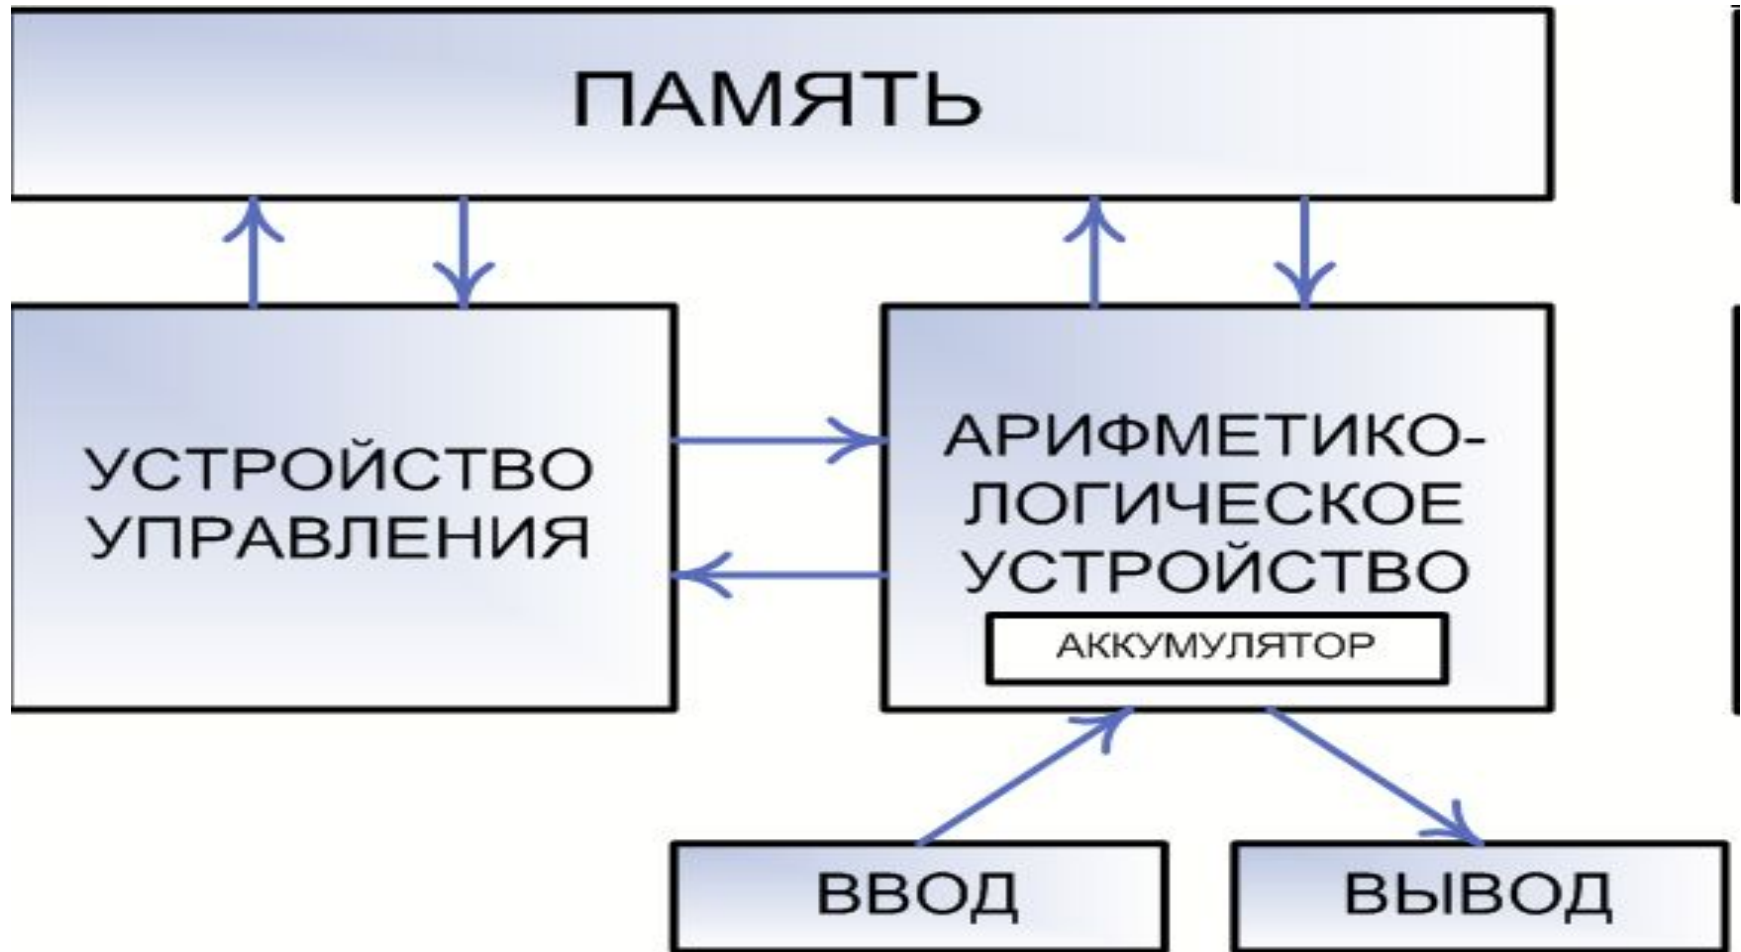 ПАМЯТЬ
УСТРОЙСТВО
УПРАВЛЕНИЯ
АРИФМЕТИКО-
ЛОГИЧЕСКОЕ
УСТРОЙСТВО
АККУМУЛЯТОР
ВВОД
ВЫВОД